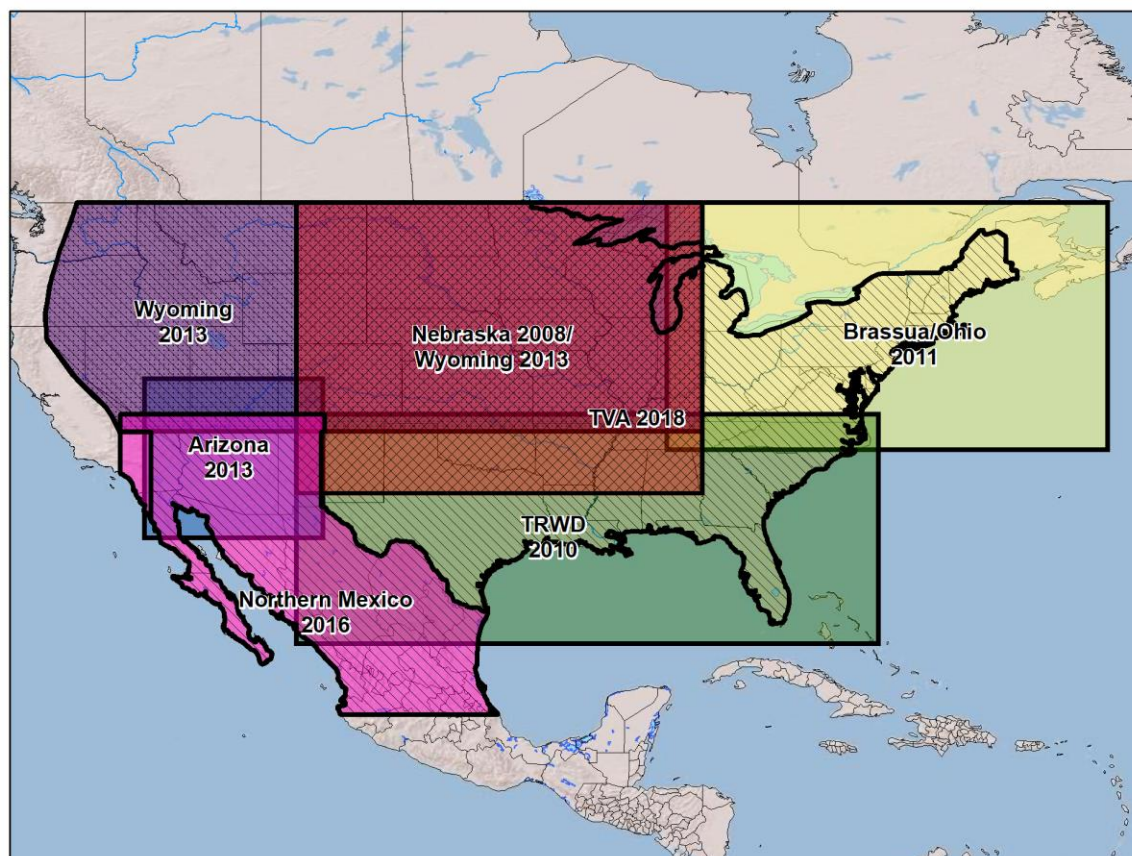 Wyoming
2013
Nebraska 2008/
Wyoming 2013
Brassua/Ohio
2011
TVA 2018
Arizona
2013
TRWD
2010
Northern Mexico
2016